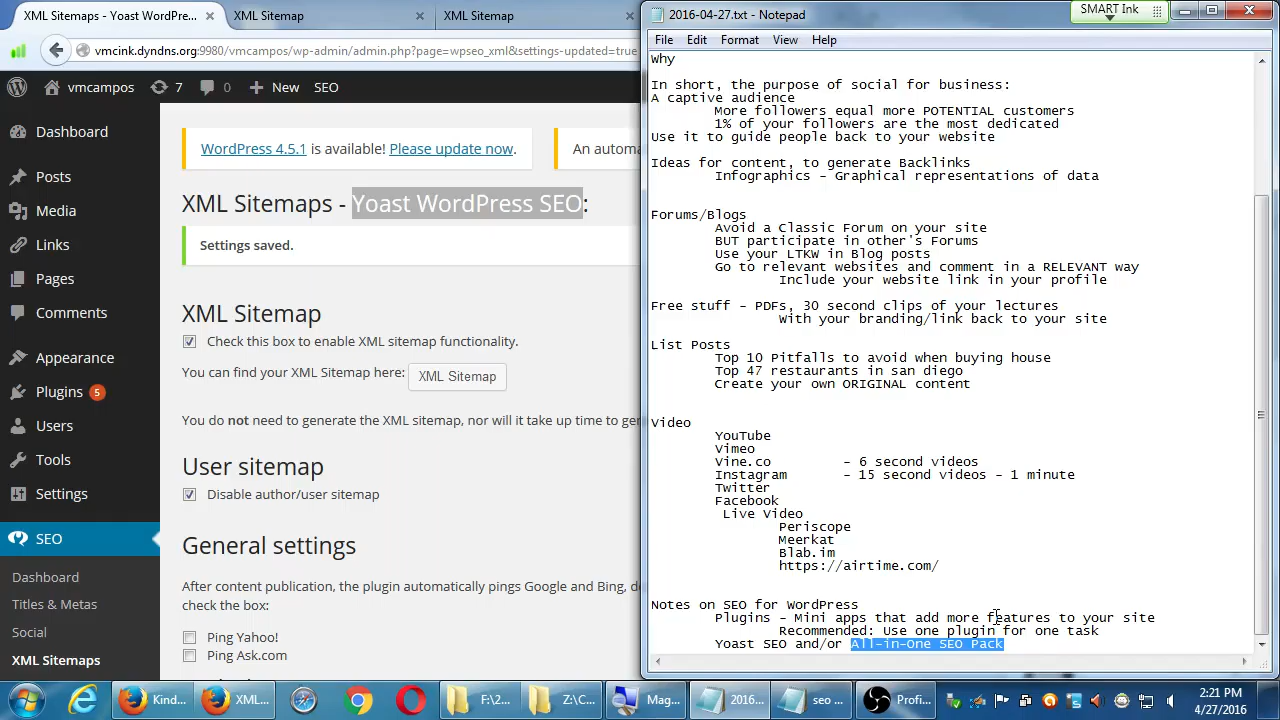 XML Sitemaps - Yoast WordPre...
XML Sitemap
XML Sitemap
vmcink.dyndns.org:9980/vmcampos/wp-admin/admin.php?page=wpseo_xml&settings-updated=true
vmcampos
7
0
New
SEO
Dashboard
Posts
Media
Links
Pages
Comments
Appearance
Plugins 5
Users
Tools
Settings
SEO
Dashboard
Titles & Metas
Social
XML Sitemaps
WordPress 4.5.1 is available! Please update now.
An automa
XML Sitemaps - Yoast WordPress SEO:
Settings saved.
XML Sitemap
Check this box to enable XML sitemap functionality.
You can find your XML Sitemap here: XML Sitemap
You do not need to generate the XML sitemap, nor will it take up time to ge
User sitemap
Disable author/user sitemap
General settings
After content publication, the plugin automatically pings Google and Bing, d
check the box:
Ping Yahoo!
Ping Ask.com
2016-04-27.txt - Notepad
SMART Ink
File Edit Format View Help
Why
In short, the purpose of social for business:
A captive audience
More followers equal more POTENTIAL customers
1% of your followers are the most dedicated
Use it to guide people back to your website
Ideas for content, to generate Backlinks
Infographics - Graphical representations of data
Forums/Blogs
Avoid a Classic Forum on your site
BUT participate in other's Forums
Use your LTKW in Blog posts
Go to relevant websites and comment in a RELEVANT way
Include your website link in your profile
Free stuff - PDFs, 30 second clips of your lectures
With your branding/link back to your site
List Posts
Top 10 Pitfalls to avoid when buying house
Top 47 restaurants in san diego
Create your own ORIGINAL content
Video
YouTube
Vimeo
Vine.co - 6 second videos
Instagram - 15 second videos - 1 minute
Twitter
Facebook
Live Video
Periscope
Meerkat
Blab.im
https://airtime.com/
Notes on SEO for WordPress
Plugins - Mini apps that add more features to your site
Recommended: Use one plugin for one task
Yoast SEO and/or All-in-One SEO Pack
Kind...
XML...
F:\2...
Z:\C...
Mag...
2016...
seo ...
Profi...
2:21 PM
4/27/2016